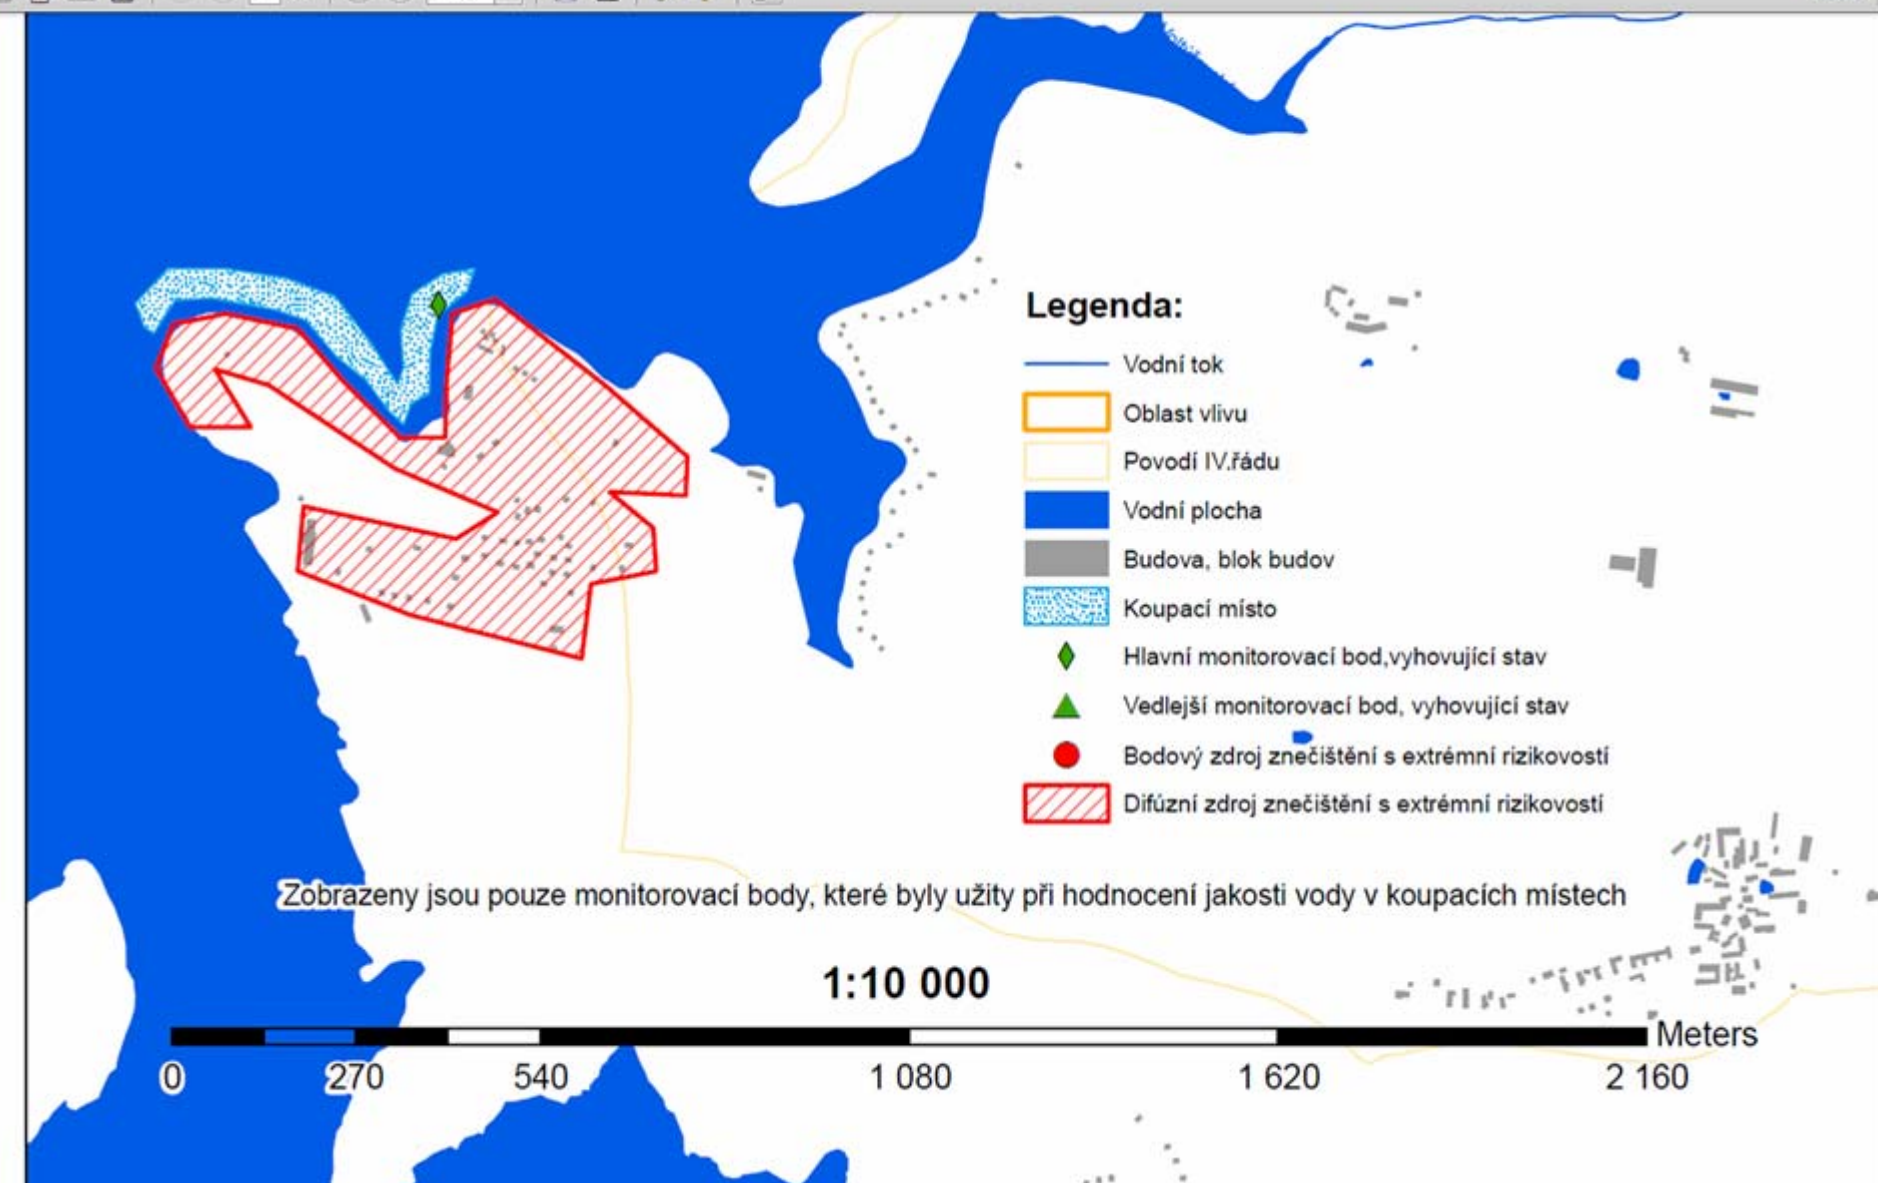 Legenda:
Vodní tok
Oblast vlivu
Povodí IV.řádu
Vodní plocha
Budova, blok budov
Koupací místo
Hlavní monitorovací bod,vyhovující stav
Vedlejší monitorovací bod, vyhovující stav
Bodový zdroj znečištění s extrémní rizikovostí
Difúzní zdroj znečištění s extrémní rizikovostí
Zobrazeny jsou pouze monitorovací body, které byly užity při hodnocení jakosti vody v koupacích místech
1:10 000
Meters
0 270 540 1 080 1 620 2 160